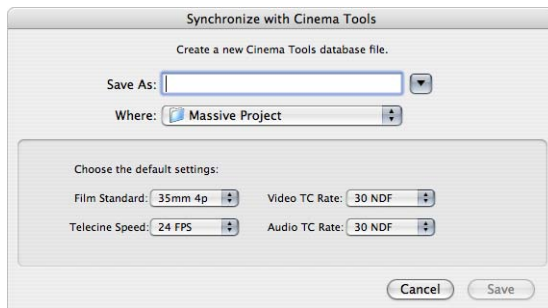 Synchronize with Cinema Tools
Create a new Cinema Tools database file.
Save As:
Where: Massive Project
Choose the default settings:
Film Standard: 35mm 4p Video TC Rate: 30 NDF
Telecine Speed: 24 FPS Audio TC Rate: 30 NDF
Cancel Save